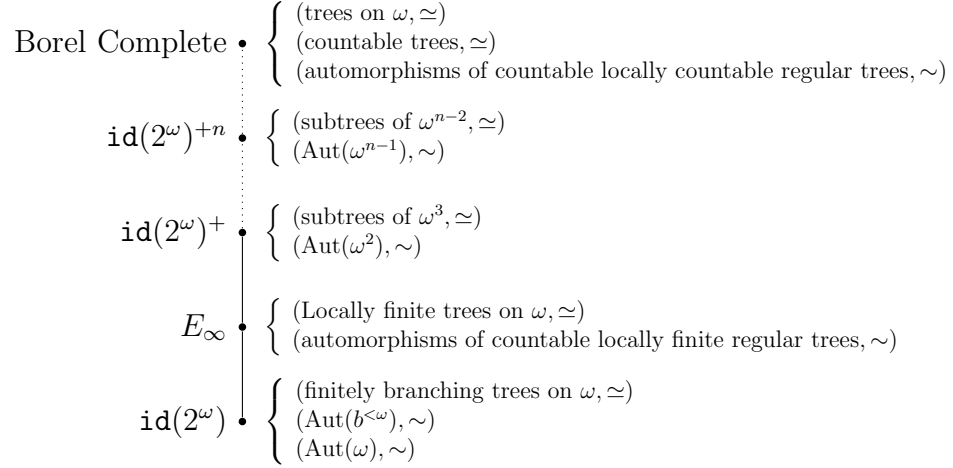 Borel Complete
(trees on ω, ≃)
(countable trees, ≃)
(automorphisms of countable locally countable regular trees, ∼)
id(2^ω)^{+n}
(subtrees of ω^{n−2}, ≃)
(Aut(ω^{n−1}), ∼)
id(2^ω)^+
(subtrees of ω^3, ≃)
(Aut(ω^2), ∼)
E_∞
(Locally finite trees on ω, ≃)
(automorphisms of countable locally finite regular trees, ∼)
id(2^ω)
(finitely branching trees on ω, ≃)
(Aut(b^{<ω}), ∼)
(Aut(ω), ∼)